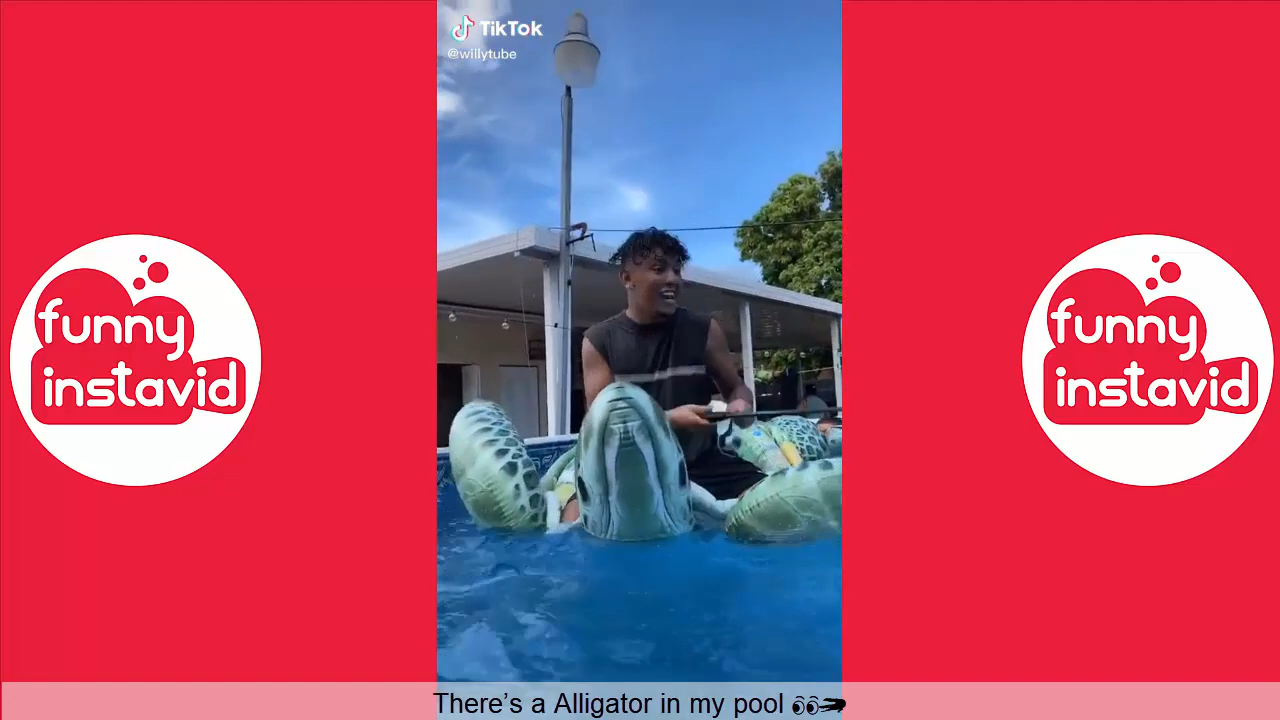 TikTok
@willytube
funny
instavid
funny
instavid
There's a Alligator in my pool 👀